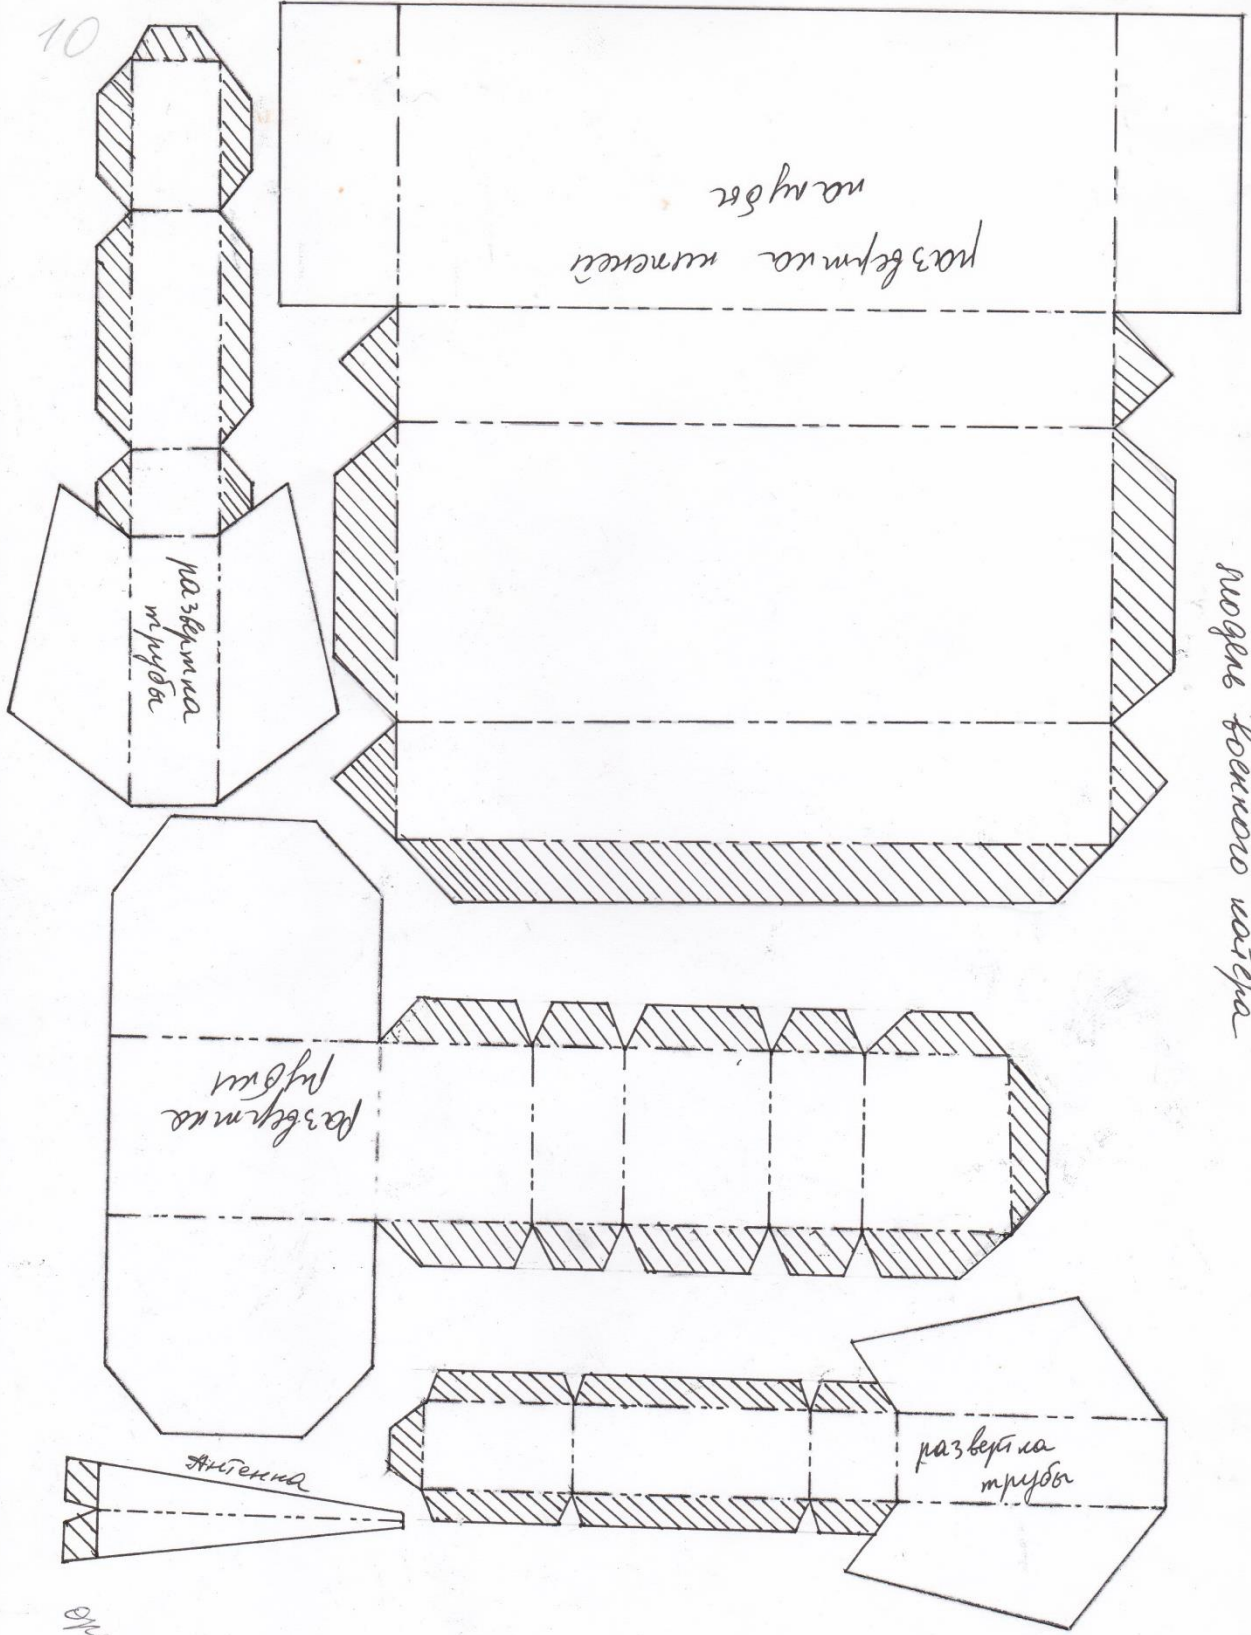 10
развертка нижней
палубы
развертка
трубы
модель военного катера
развертка
рубки
развертка
трубы
Антенна